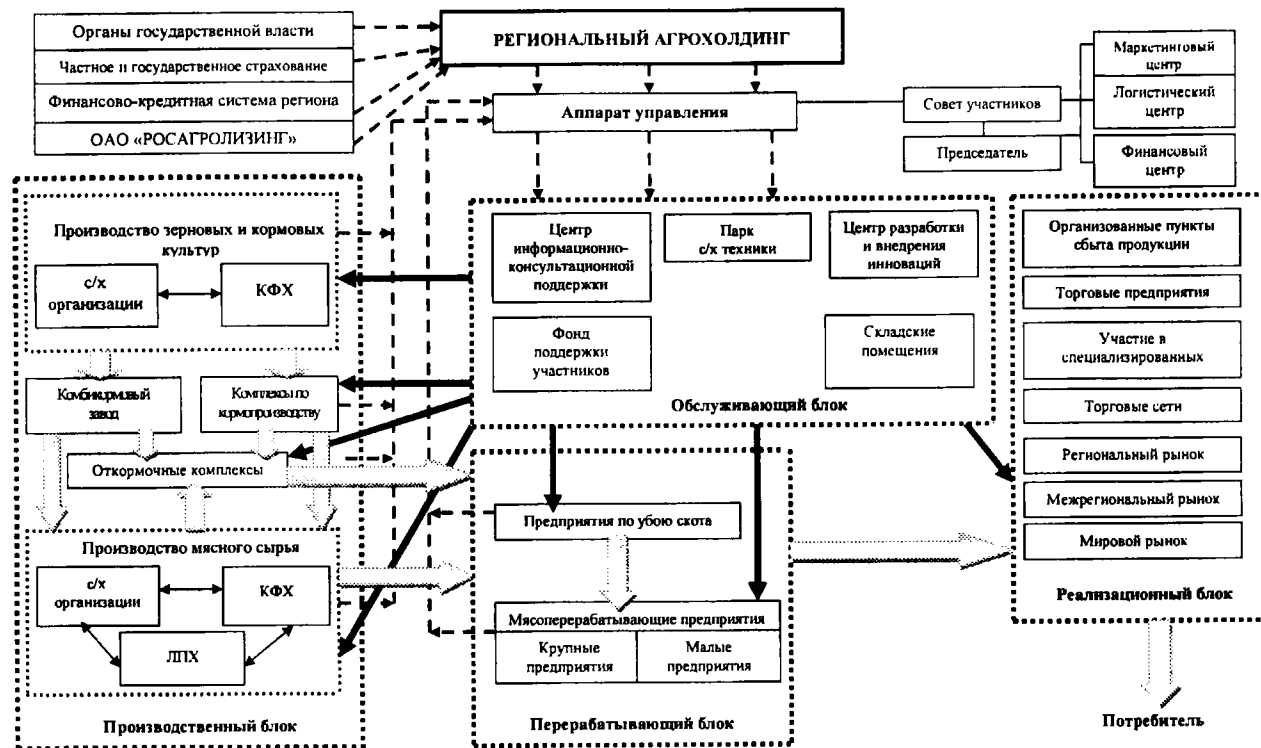 Органы государственной власти
Частное и государственное страхование
Финансово-кредитная система региона
ОАО «РОСАГРОЛИЗИНГ»
РЕГИОНАЛЬНЫЙ АГРОХОЛДИНГ
Аппарат управления
Совет участников
Председатель
Маркетинговый
центр
Логистический
центр
Финансовый
центр
Производство зерновых и кормовых
культур
с/х
организации
КФХ
Комбикормовый
завод
Комплексы по
кормопроизводству
Откормочные комплексы
Производство мясного сырья
с/х
организации
КФХ
ЛПХ
Производственный блок
Центр
информационно-
консультационной
поддержки
Парк
с/х техники
Центр разработки
и внедрения
инноваций
Фонд
поддержки
участников
Складские
помещения
Обслуживающий блок
Предприятия по убою скота
Мясоперерабатывающие предприятия
Крупные
предприятия
Малые
предприятия
Перерабатывающий блок
Организованные пункты
сбыта продукции
Торговые предприятия
Участие в
специализированных
Торговые сети
Региональный рынок
Межрегиональный рынок
Мировой рынок
Реализационный блок
Потребитель